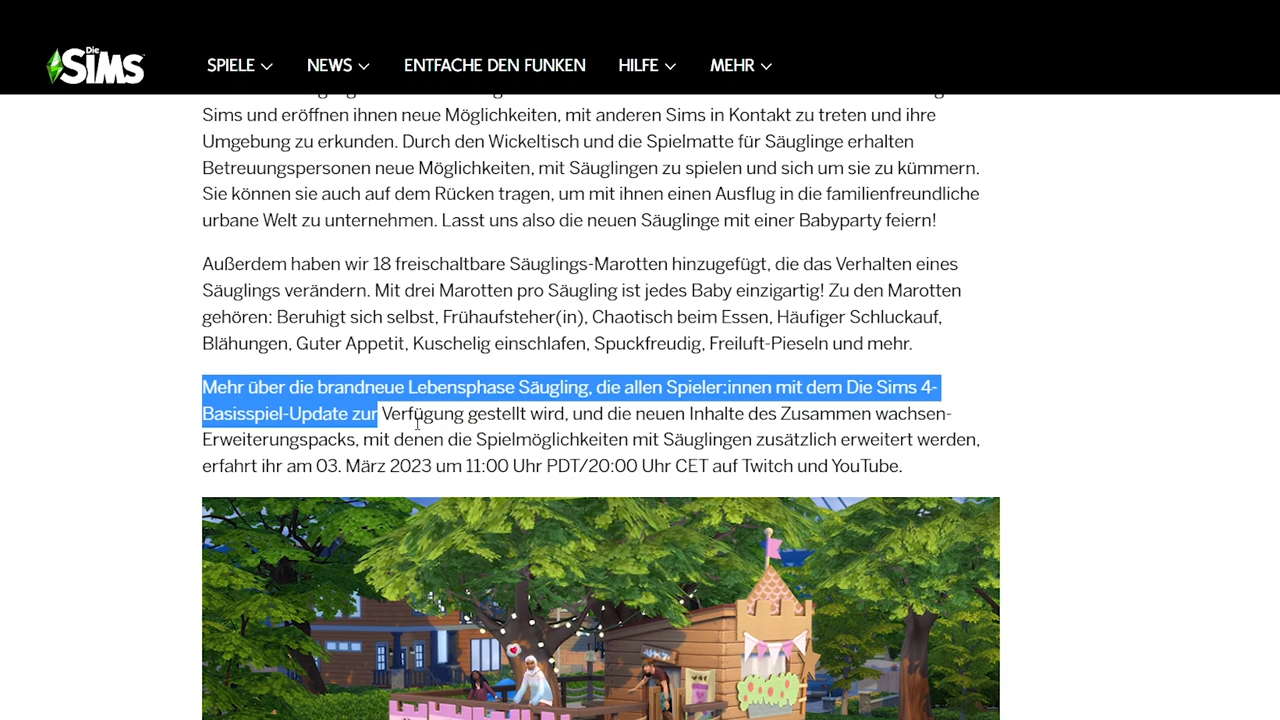 Die SiMS
SPIELE NEWS ENTFACHE DEN FUNKEN HILFE MEHR
Sims und eröffnen ihnen neue Möglichkeiten, mit anderen Sims in Kontakt zu treten und ihre
Umgebung zu erkunden. Durch den Wickeltisch und die Spielmatte für Säuglinge erhalten
Betreuungspersonen neue Möglichkeiten, mit Säuglingen zu spielen und sich um sie zu kümmern.
Sie können sie auch auf dem Rücken tragen, um mit ihnen einen Ausflug in die familienfreundliche
urbane Welt zu unternehmen. Lasst uns also die neuen Säuglinge mit einer Babyparty feiern!
Außerdem haben wir 18 freischaltbare Säuglings-Marotten hinzugefügt, die das Verhalten eines
Säuglings verändern. Mit drei Marotten pro Säugling ist jedes Baby einzigartig! Zu den Marotten
gehören: Beruhigt sich selbst, Frühaufsteher(in), Chaotisch beim Essen, Häufiger Schluckauf,
Blähungen, Guter Appetit, Kuschelig einschlafen, Spuckfreudig, Freiluft-Pieseln und mehr.
Mehr über die brandneue Lebensphase Säugling, die allen Spieler:innen mit dem Die Sims 4-
Basisspiel-Update zur Verfügung gestellt wird, und die neuen Inhalte des Zusammen wachsen-
Erweiterungspacks, mit denen die Spielmöglichkeiten mit Säuglingen zusätzlich erweitert werden,
erfahrt ihr am 03. März 2023 um 11:00 Uhr PDT/20:00 Uhr CET auf Twitch und YouTube.